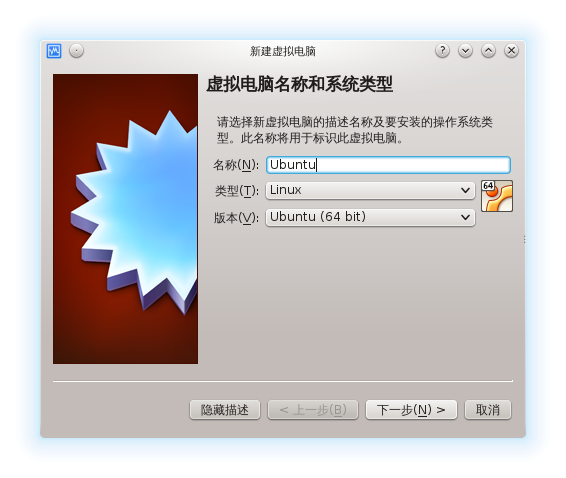 新建虚拟电脑
?
虚拟电脑名称和系统类型
请选择新虚拟电脑的描述名称及要安装的操作系统类
型。此名称将用于标识此虚拟电脑。
名称(N): Ubuntu
类型(T): Linux
64
版本(V): Ubuntu (64 bit)
隐藏描述 < 上一步(B) 下一步(N) > 取消